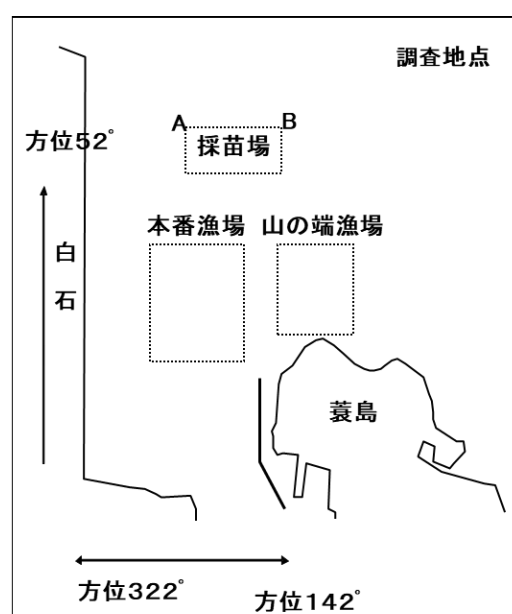 調査地点
A B
方位52°
採苗場
本番漁場 山の端漁場
白石
蓑島
方位322°
方位142°